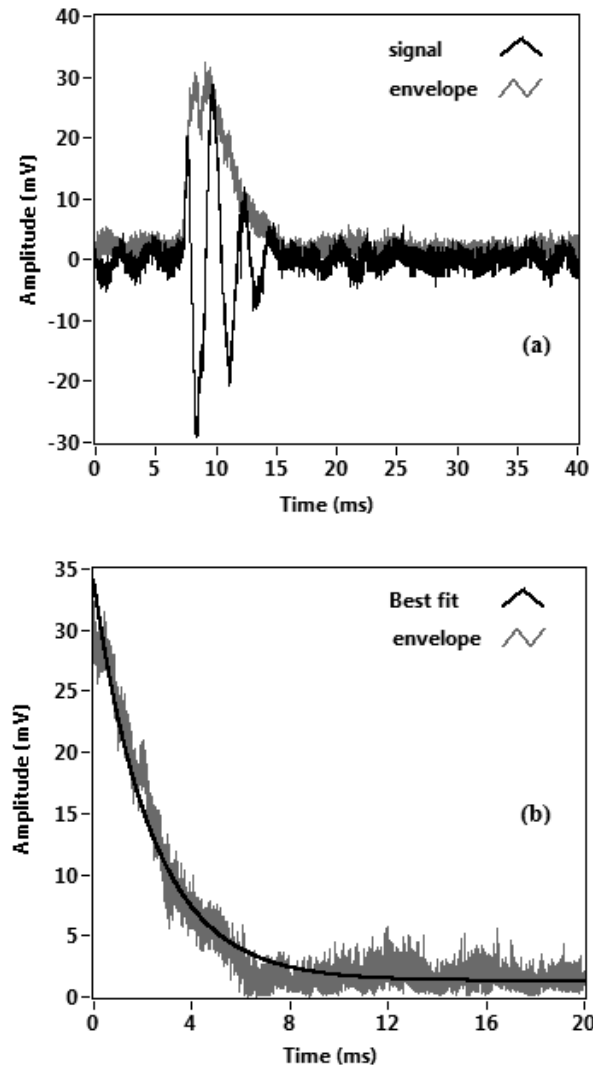 40
30
20
10
0
-10
-20
-30
Amplitude (mV)
signal
envelope
(a)
0 5 10 15 20 25 30 35 40
Time (ms)
35
30
25
20
15
10
5
0
Amplitude (mV)
Best fit
envelope
(b)
0 4 8 12 16 20
Time (ms)